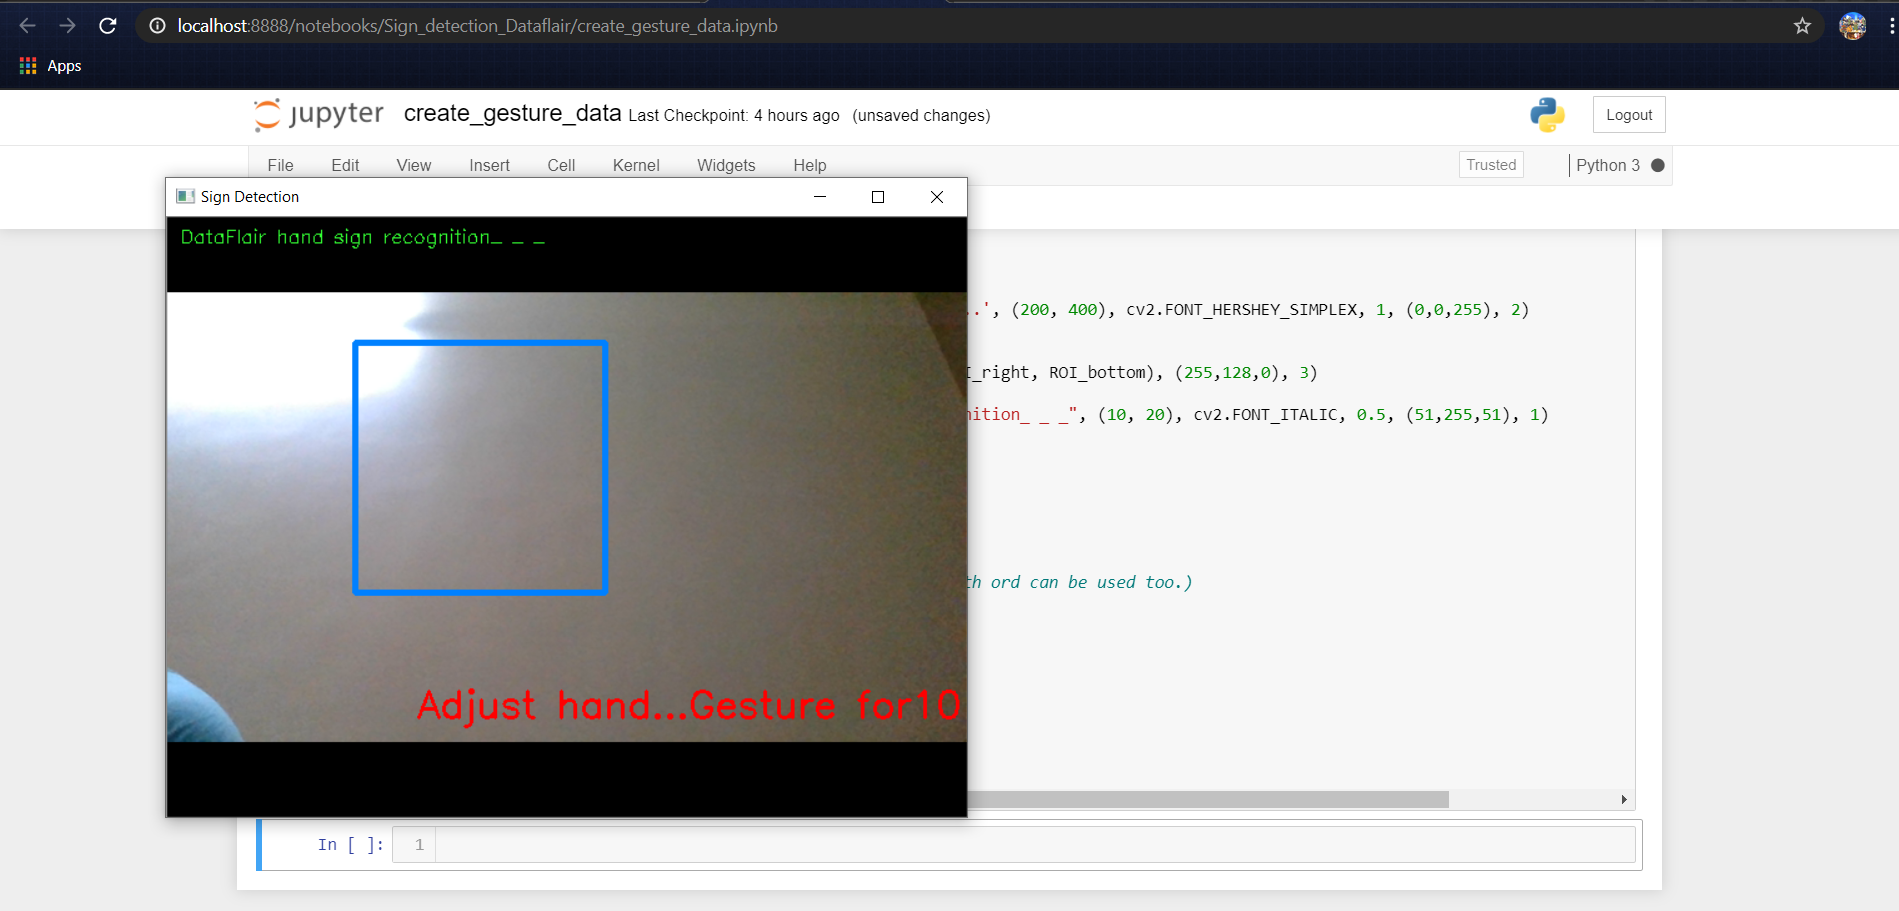 localhost:8888/notebooks/Sign_detection_Dataflair/create_gesture_data.ipynb
Apps
jupyter create_gesture_data Last Checkpoint: 4 hours ago (unsaved changes) Logout
File Edit View Insert Cell Kernel Widgets Help Trusted Python 3
Sign Detection
DataFlair hand sign recognition_ _ _
..', (200, 400), cv2.FONT_HERSHEY_SIMPLEX, 1, (0,0,255), 2)
I_right, ROI_bottom), (255,128,0), 3)
nition_ _ _", (10, 20), cv2.FONT_ITALIC, 0.5, (51,255,51), 1)
th ord can be used too.)
Adjust hand...Gesture for10
In [ ]: 1